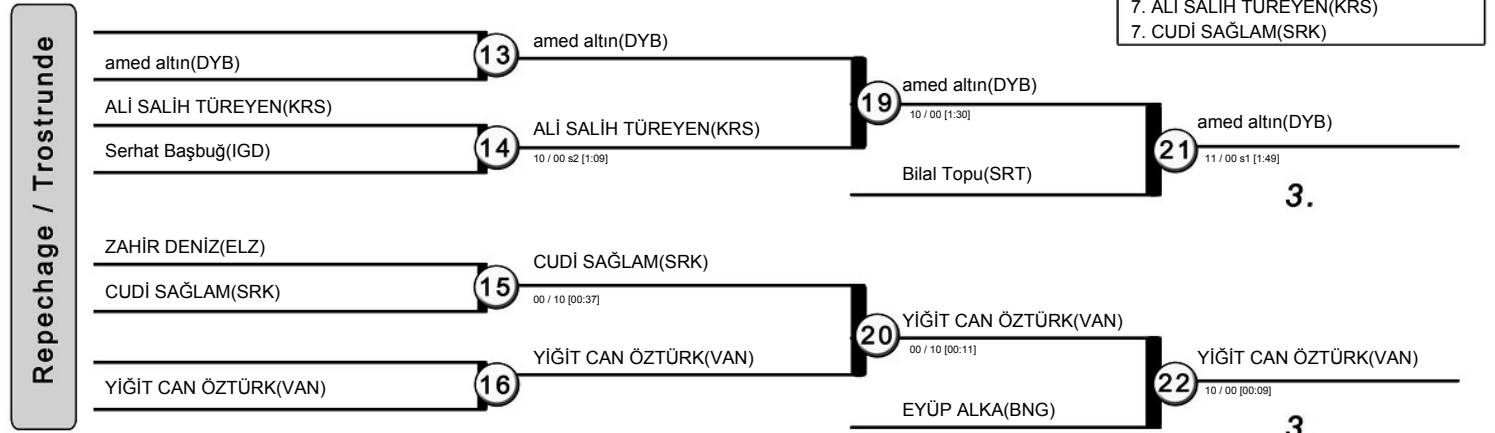 7. ALİ SALİH TÜREYEN(KRS)
7. CUDİ SAĞLAM(SRK)
Repechage / Trostrunde
amed altın(DYB)
13
amed altın(DYB)
ALİ SALİH TÜREYEN(KRS)
Serhat Başbuğ(IGD)
14
ALİ SALİH TÜREYEN(KRS)
10 / 00 s2 [1:09]
19
amed altın(DYB)
10 / 00 [1:30]
Bilal Topu(SRT)
21
amed altın(DYB)
11 / 00 s1 [1:49]
3.
ZAHİR DENİZ(ELZ)
CUDİ SAĞLAM(SRK)
15
CUDİ SAĞLAM(SRK)
00 / 10 [00:37]
YİĞİT CAN ÖZTÜRK(VAN)
16
YİĞİT CAN ÖZTÜRK(VAN)
20
YİĞİT CAN ÖZTÜRK(VAN)
00 / 10 [00:11]
EYÜP ALKA(BNG)
22
YİĞİT CAN ÖZTÜRK(VAN)
10 / 00 [00:09]
3